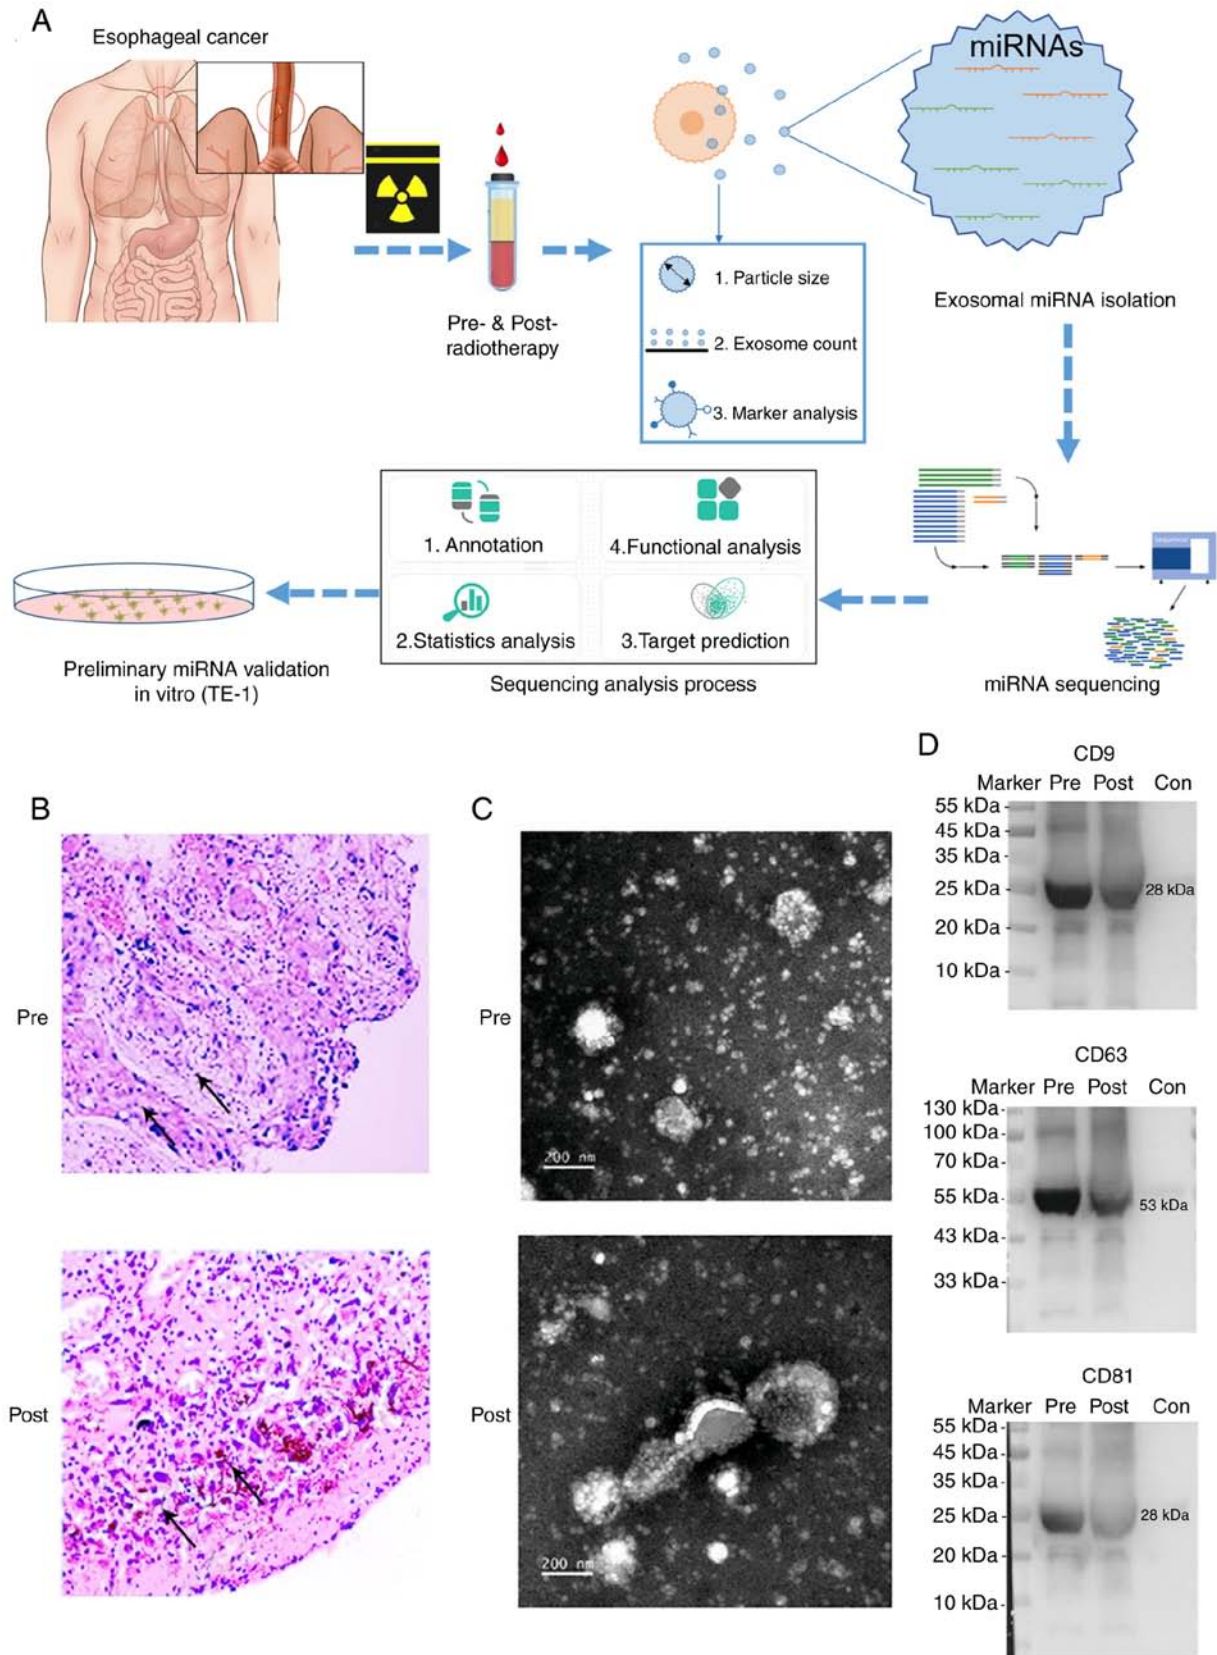 A
Esophageal cancer
miRNAs
Pre- & Post-
radiotherapy
1. Particle size
2. Exosome count
3. Marker analysis
Exosomal miRNA isolation
1. Annotation
4.Functional analysis
2.Statistics analysis
3.Target prediction
Sequencing analysis process
Preliminary miRNA validation
in vitro (TE-1)
miRNA sequencing
B
Pre
Post
C
Pre
200 nm
Post
200 nm
D
CD9
Marker Pre Post Con
55 kDa
45 kDa
35 kDa
25 kDa
28 kDa
20 kDa
10 kDa
CD63
Marker Pre Post Con
130 kDa
100 kDa
70 kDa
55 kDa
53 kDa
43 kDa
33 kDa
CD81
Marker Pre Post Con
55 kDa
45 kDa
35 kDa
25 kDa
28 kDa
20 kDa
10 kDa